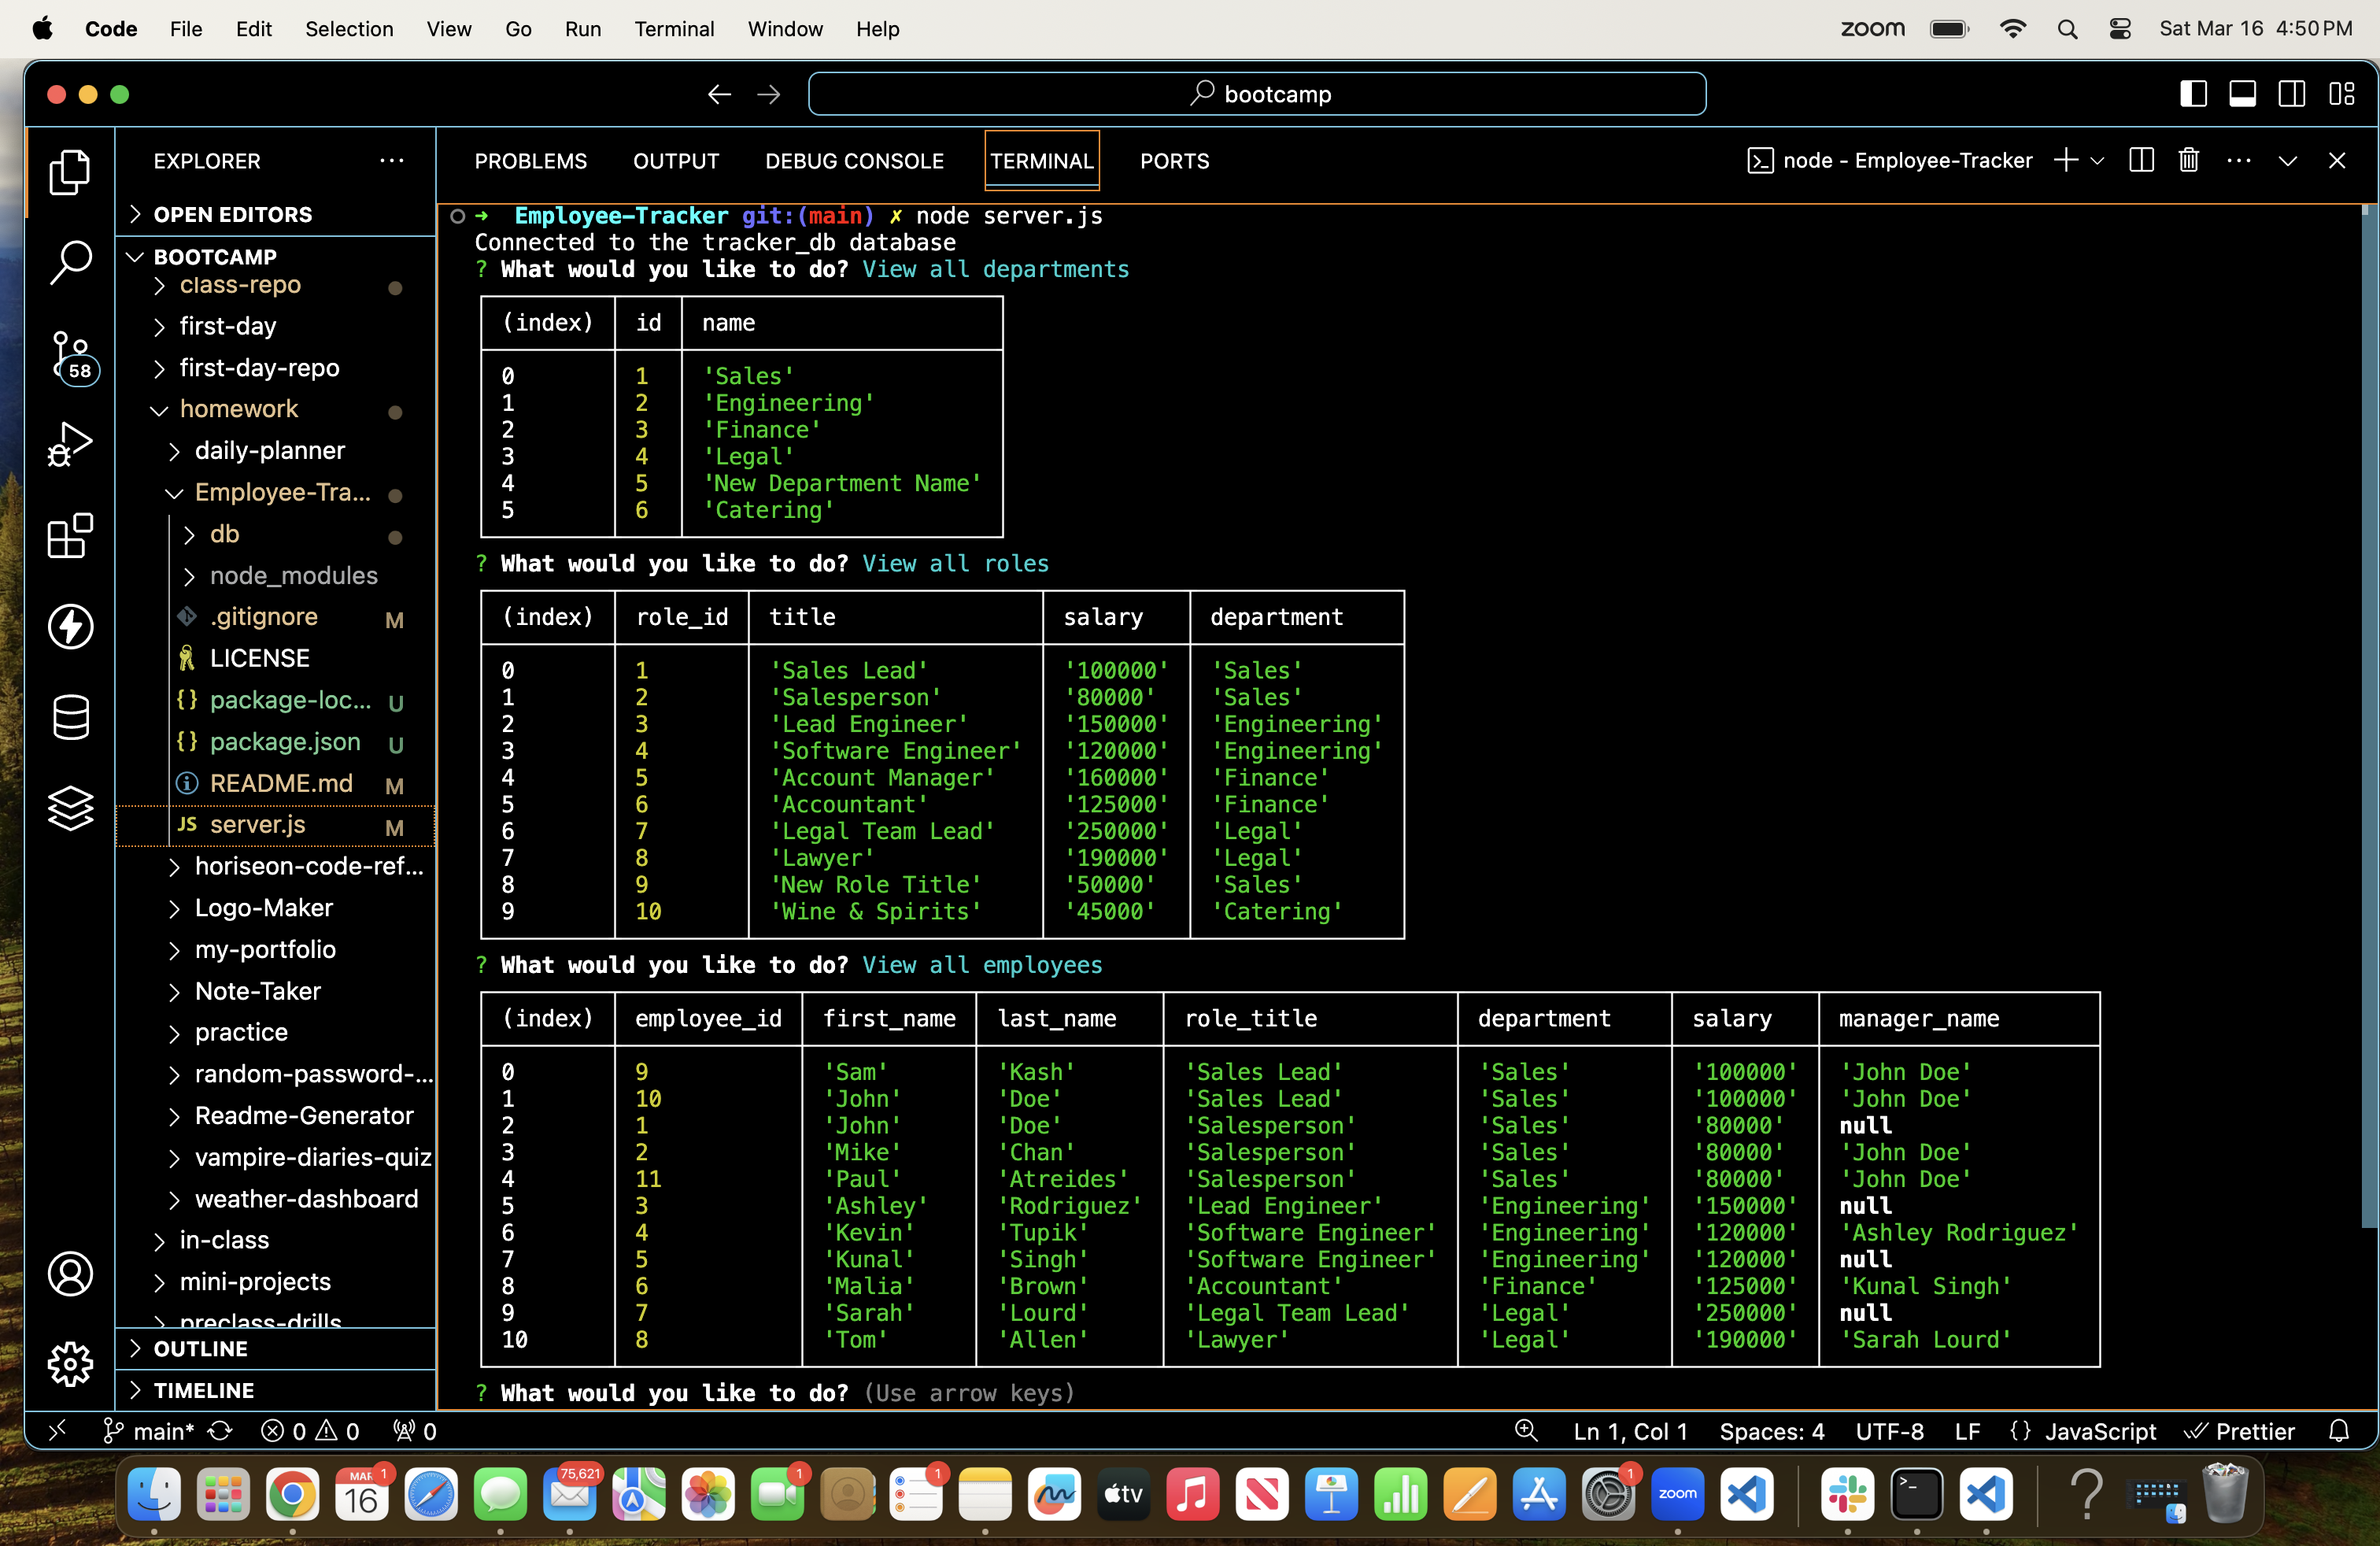 Code File Edit Selection View Go Run Terminal Window Help zoom Sat Mar 16 4:50 PM
bootcamp
EXPLORER
OPEN EDITORS
BOOTCAMP
class-repo
first-day
first-day-repo
homework
daily-planner
Employee-Tra...
db
node_modules
.gitignore M
LICENSE
{} package-loc... U
{} package.json U
README.md M
JS server.js M
horiseon-code-ref...
Logo-Maker
my-portfolio
Note-Taker
practice
random-password-...
Readme-Generator
vampire-diaries-quiz
weather-dashboard
in-class
mini-projects
preclass-drills
OUTLINE
TIMELINE
58
PROBLEMS OUTPUT DEBUG CONSOLE TERMINAL PORTS node - Employee-Tracker
➜ Employee-Tracker git:(main) ✗ node server.js
Connected to the tracker_db database
? What would you like to do? View all departments
(index) id name
0 1 'Sales'
1 2 'Engineering'
2 3 'Finance'
3 4 'Legal'
4 5 'New Department Name'
5 6 'Catering'
? What would you like to do? View all roles
(index) role_id title salary department
0 1 'Sales Lead' '100000' 'Sales'
1 2 'Salesperson' '80000' 'Sales'
2 3 'Lead Engineer' '150000' 'Engineering'
3 4 'Software Engineer' '120000' 'Engineering'
4 5 'Account Manager' '160000' 'Finance'
5 6 'Accountant' '125000' 'Finance'
6 7 'Legal Team Lead' '250000' 'Legal'
7 8 'Lawyer' '190000' 'Legal'
8 9 'New Role Title' '50000' 'Sales'
9 10 'Wine & Spirits' '45000' 'Catering'
? What would you like to do? View all employees
(index) employee_id first_name last_name role_title department salary manager_name
0 9 'Sam' 'Kash' 'Sales Lead' 'Sales' '100000' 'John Doe'
1 10 'John' 'Doe' 'Sales Lead' 'Sales' '100000' 'John Doe'
2 1 'John' 'Doe' 'Salesperson' 'Sales' '80000' null
3 2 'Mike' 'Chan' 'Salesperson' 'Sales' '80000' 'John Doe'
4 11 'Paul' 'Atreides' 'Salesperson' 'Sales' '80000' 'John Doe'
5 3 'Ashley' 'Rodriguez' 'Lead Engineer' 'Engineering' '150000' null
6 4 'Kevin' 'Tupik' 'Software Engineer' 'Engineering' '120000' 'Ashley Rodriguez'
7 5 'Kunal' 'Singh' 'Software Engineer' 'Engineering' '120000' null
8 6 'Malia' 'Brown' 'Accountant' 'Finance' '125000' 'Kunal Singh'
9 7 'Sarah' 'Lourd' 'Legal Team Lead' 'Legal' '250000' null
10 8 'Tom' 'Allen' 'Lawyer' 'Legal' '190000' 'Sarah Lourd'
? What would you like to do? (Use arrow keys)
main* 0 0 0 Ln 1, Col 1 Spaces: 4 UTF-8 LF {} JavaScript Prettier
MAR 16 1 75,621 1 1 tv 1 zoom